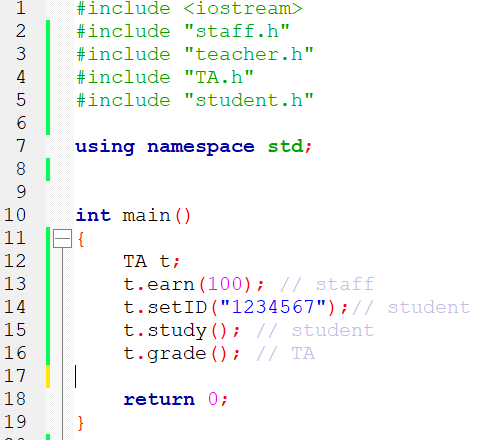 1 #include <iostream>
2 #include "staff.h"
3 #include "teacher.h"
4 #include "TA.h"
5 #include "student.h"
6
7 using namespace std;
8
9
10 int main()
11 {
12 TA t;
13 t.earn(100); // staff
14 t.setID("1234567");// student
15 t.study(); // student
16 t.grade(); // TA
17
18 return 0;
19 }